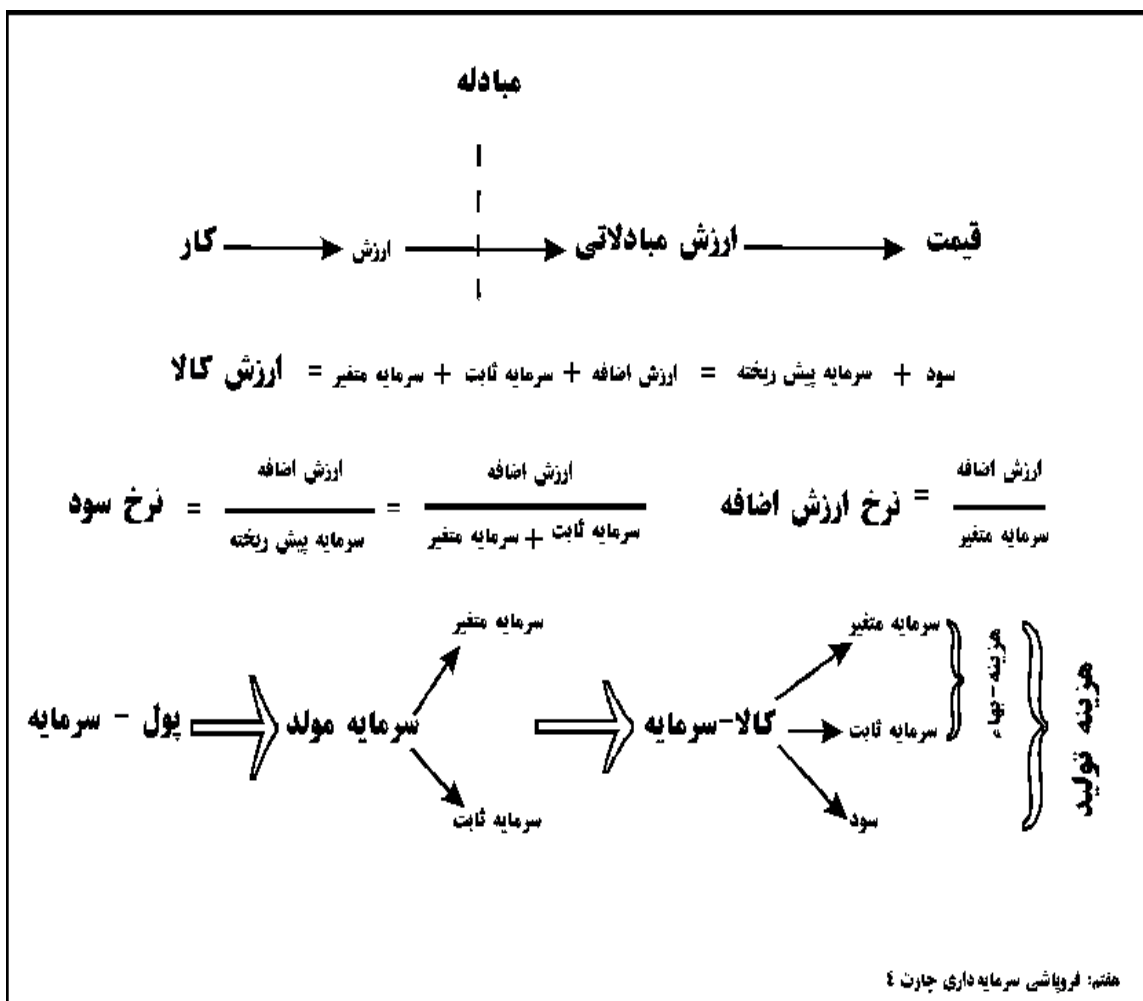 مبادله
کار ارزش ارزش مبادلاتی قیمت
ارزش کالا = سرمایه متغیر + سرمایه ثابت + ارزش اضافه = سرمایه پیش ریخته + سود
نرخ سود = ارزش اضافه / سرمایه پیش ریخته = ارزش اضافه / سرمایه متغیر + سرمایه ثابت
نرخ ارزش اضافه = ارزش اضافه / سرمایه متغیر
پول - سرمایه
سرمایه مولد
سرمایه متغیر
سرمایه ثابت
کالا-سرمایه
سرمایه متغیر
سرمایه ثابت
سود
هزینه-بهاء
هزینه تولید
هفتم: فروپاشی سرمایه‌داری چارت ٤